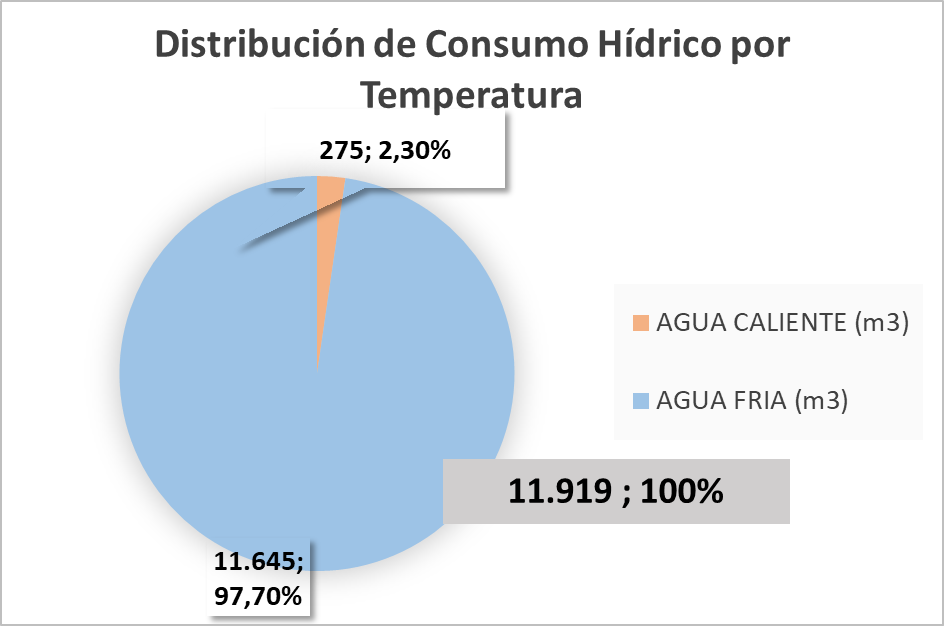 Distribución de Consumo Hídrico por
Temperatura
275; 2,30%
AGUA CALIENTE (m3)
AGUA FRIA (m3)
11.919 ; 100%
11.645;
97,70%